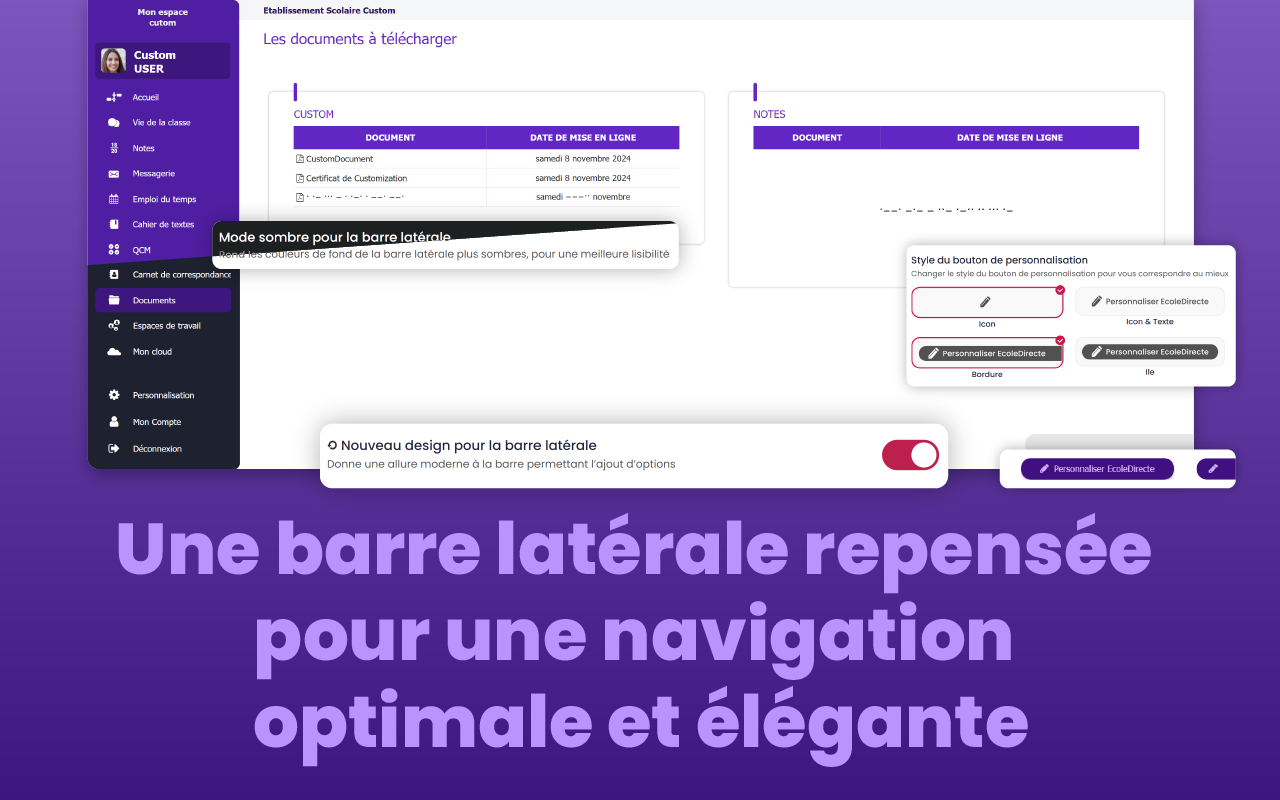 Mon espace
cutom
Custom
USER
Accueil
Vie de la classe
Notes
Messagerie
Emploi du temps
Cahier de textes
QCM
Carnet de correspondance
Documents
Espaces de travail
Mon cloud
Personnalisation
Mon Compte
Déconnexion
Etablissement Scolaire Custom
Les documents à télécharger
CUSTOM
DOCUMENT DATE DE MISE EN LIGNE
CustomDocument samedi 8 novembre 2024
Certificat de Customization samedi 8 novembre 2024
samedi −−−·· novembre
NOTES
DOCUMENT DATE DE MISE EN LIGNE
Mode sombre pour la barre latérale
Rend les couleurs de fond de la barre latérale plus sombres, pour une meilleure lisibilité
Style du bouton de personnalisation
Changer le style du bouton de personnalisation pour vous correspondre au mieux
Icon
Personnaliser EcoleDirecte
Icon & Texte
Personnaliser EcoleDirecte
Bordure
Personnaliser EcoleDirecte
Ile
Nouveau design pour la barre latérale
Donne une allure moderne à la barre permettant l'ajout d'options
Personnaliser EcoleDirecte
Une barre latérale repensée
pour une navigation
optimale et élégante